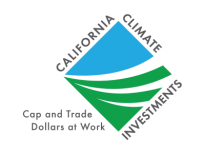 CALIFORNIA
CLIMATE
INVESTMENTS
Cap and Trade
Dollars at Work